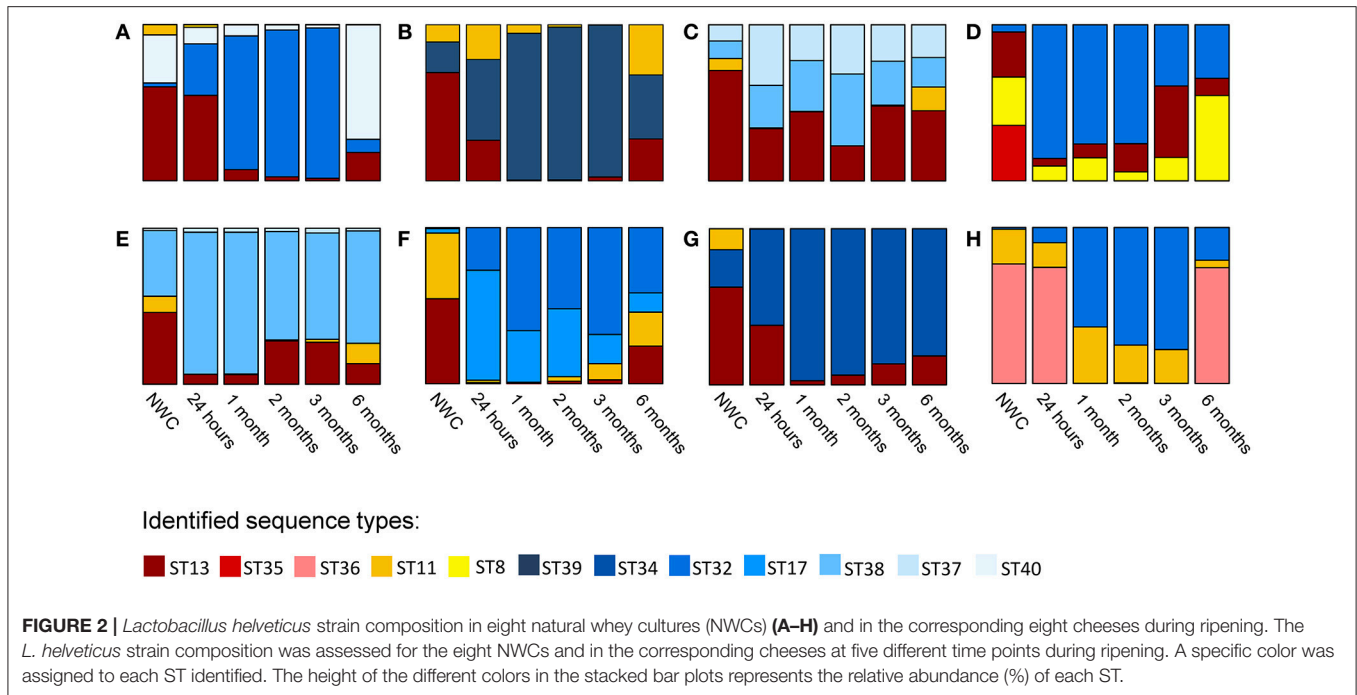 A B C D
E F G H
NWC 24 hours 1 month 2 months 3 months 6 months NWC 24 hours 1 month 2 months 3 months 6 months NWC 24 hours 1 month 2 months 3 months 6 months NWC 24 hours 1 month 2 months 3 months 6 months
Identified sequence types:
ST13 ST35 ST36 ST11 ST8 ST39 ST34 ST32 ST17 ST38 ST37 ST40
FIGURE 2 | Lactobacillus helveticus strain composition in eight natural whey cultures (NWCs) (A–H) and in the corresponding eight cheeses during ripening. The
L. helveticus strain composition was assessed for the eight NWCs and in the corresponding cheeses at five different time points during ripening. A specific color was
assigned to each ST identified. The height of the different colors in the stacked bar plots represents the relative abundance (%) of each ST.